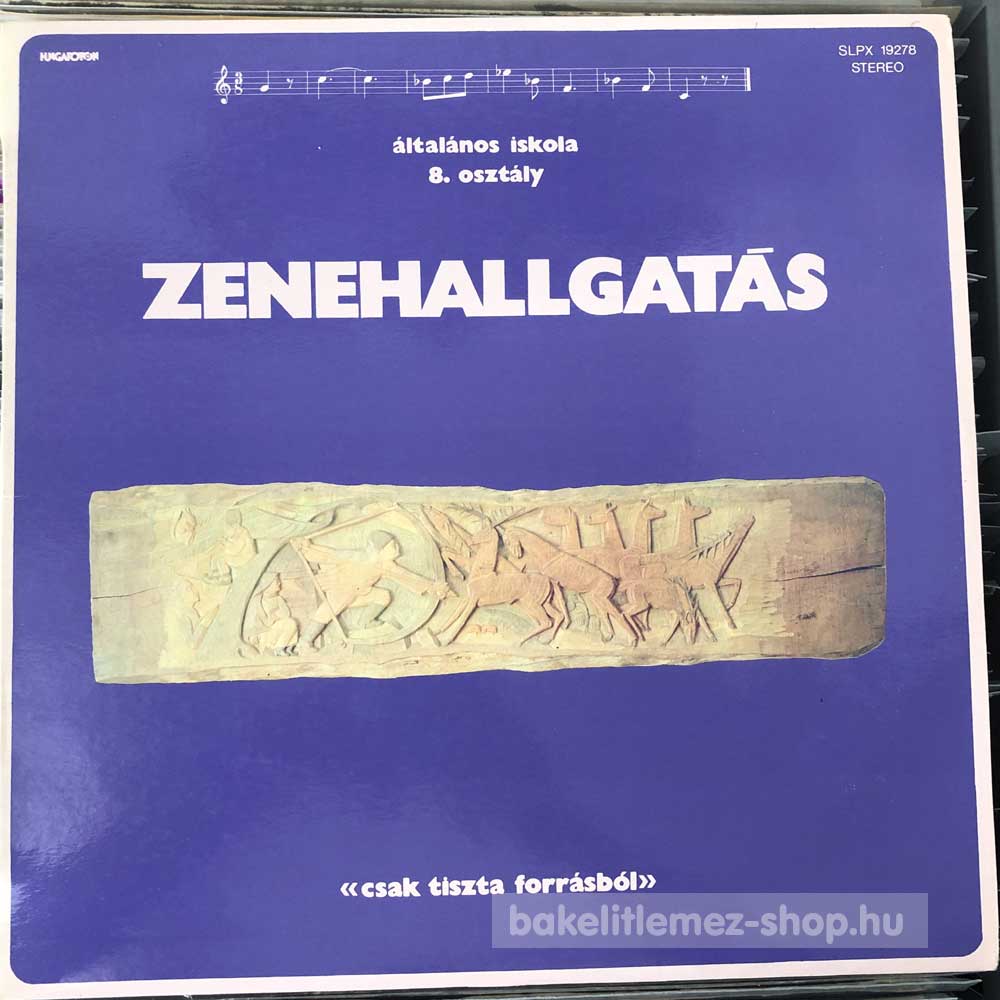 HUNGAROTON
SLPX 19278
STEREO
általános iskola
8. osztály
ZENEHALLGATÁS
«csak tiszta forrásból»
bakelitlemez-shop.hu